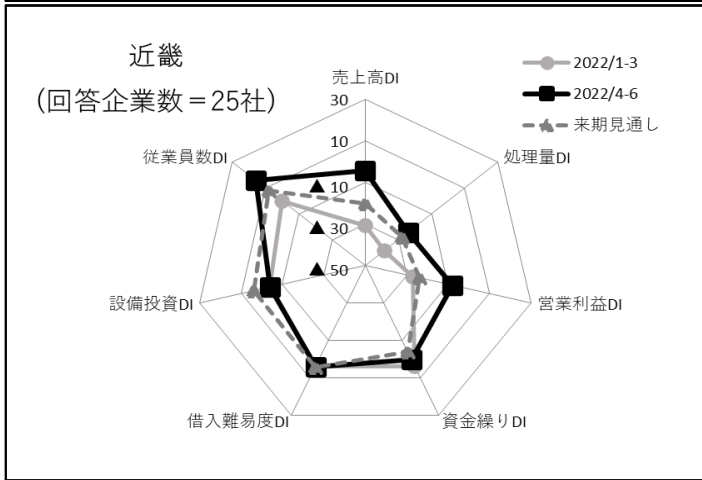 近畿
(回答企業数＝25社)
2022/1-3
2022/4-6
来期見通し
売上高DI
処理量DI
営業利益DI
資金繰りDI
借入難易度DI
設備投資DI
従業員数DI
30
10
▲ 10
▲ 30
▲ 50